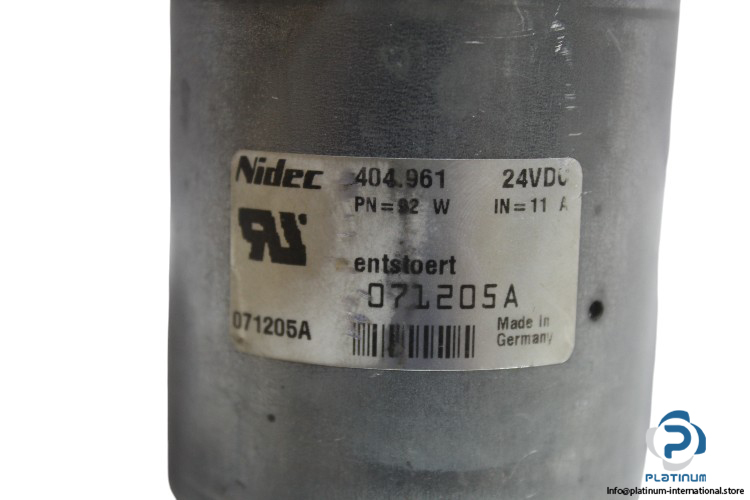 Nidec 404.961 24VDC
PN=92 W IN=11 A
entstoert
071205A
071205A
Made in
Germany
PLATINUM
Info@platinum-international.store